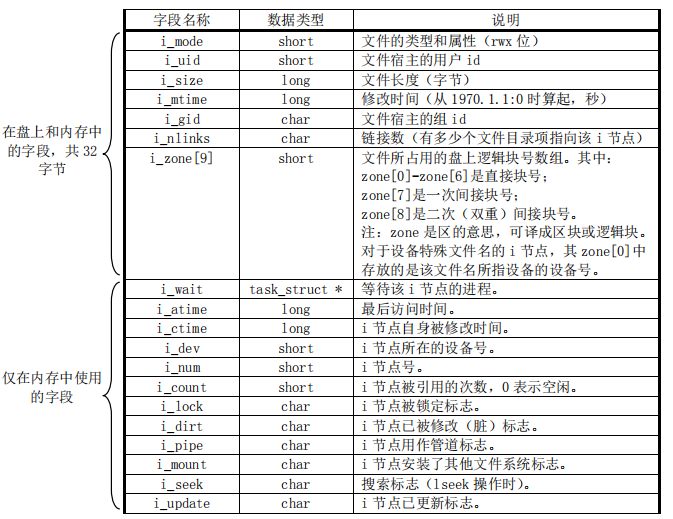 字段名称 数据类型 说明
i_mode short 文件的类型和属性（rwx 位）
i_uid short 文件宿主的用户 id
i_size long 文件长度（字节）
i_mtime long 修改时间（从 1970.1.1:0 时算起，秒）
i_gid char 文件宿主的组 id
i_nlinks char 链接数（有多少个文件目录项指向该 i 节点）
i_zone[9] short 文件所占用的盘上逻辑块号数组。其中：
zone[0]-zone[6]是直接块号；
zone[7]是一次间接块号；
zone[8]是二次（双重）间接块号。
注：zone 是区的意思，可译成区块或逻辑块。
对于设备特殊文件名的 i 节点，其 zone[0]中
存放的是该文件名所指设备的设备号。
在盘上和内存中
的字段，共 32
字节
i_wait task_struct * 等待该 i 节点的进程。
i_atime long 最后访问时间。
i_ctime long i 节点自身被修改时间。
i_dev short i 节点所在的设备号。
i_num short i 节点号。
i_count short i 节点被引用的次数，0 表示空闲。
i_lock char i 节点被锁定标志。
i_dirt char i 节点已被修改（脏）标志。
i_pipe char i 节点用作管道标志。
i_mount char i 节点安装了其他文件系统标志。
i_seek char 搜索标志（lseek 操作时）。
i_update char i 节点已更新标志。
仅在内存中使用
的字段